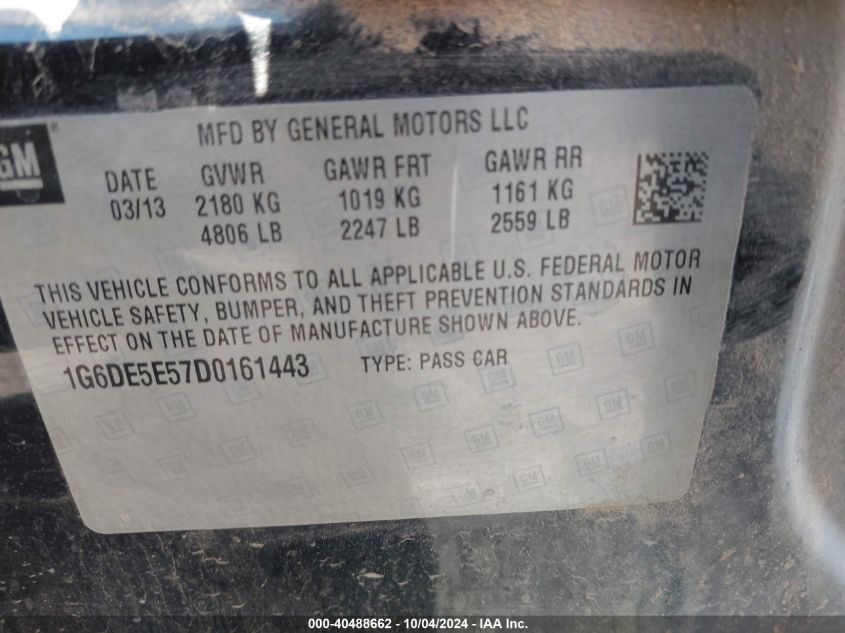 MFD BY GENERAL MOTORS LLC
GM ®
DATE GVWR GAWR FRT GAWR RR
03/13 2180 KG 1019 KG 1161 KG
4806 LB 2247 LB 2559 LB
THIS VEHICLE CONFORMS TO ALL APPLICABLE U.S. FEDERAL MOTOR
VEHICLE SAFETY, BUMPER, AND THEFT PREVENTION STANDARDS IN
EFFECT ON THE DATE OF MANUFACTURE SHOWN ABOVE.
1G6DE5E57D0161443 TYPE: PASS CAR
000-40488662 - 10/04/2024 - IAA Inc.